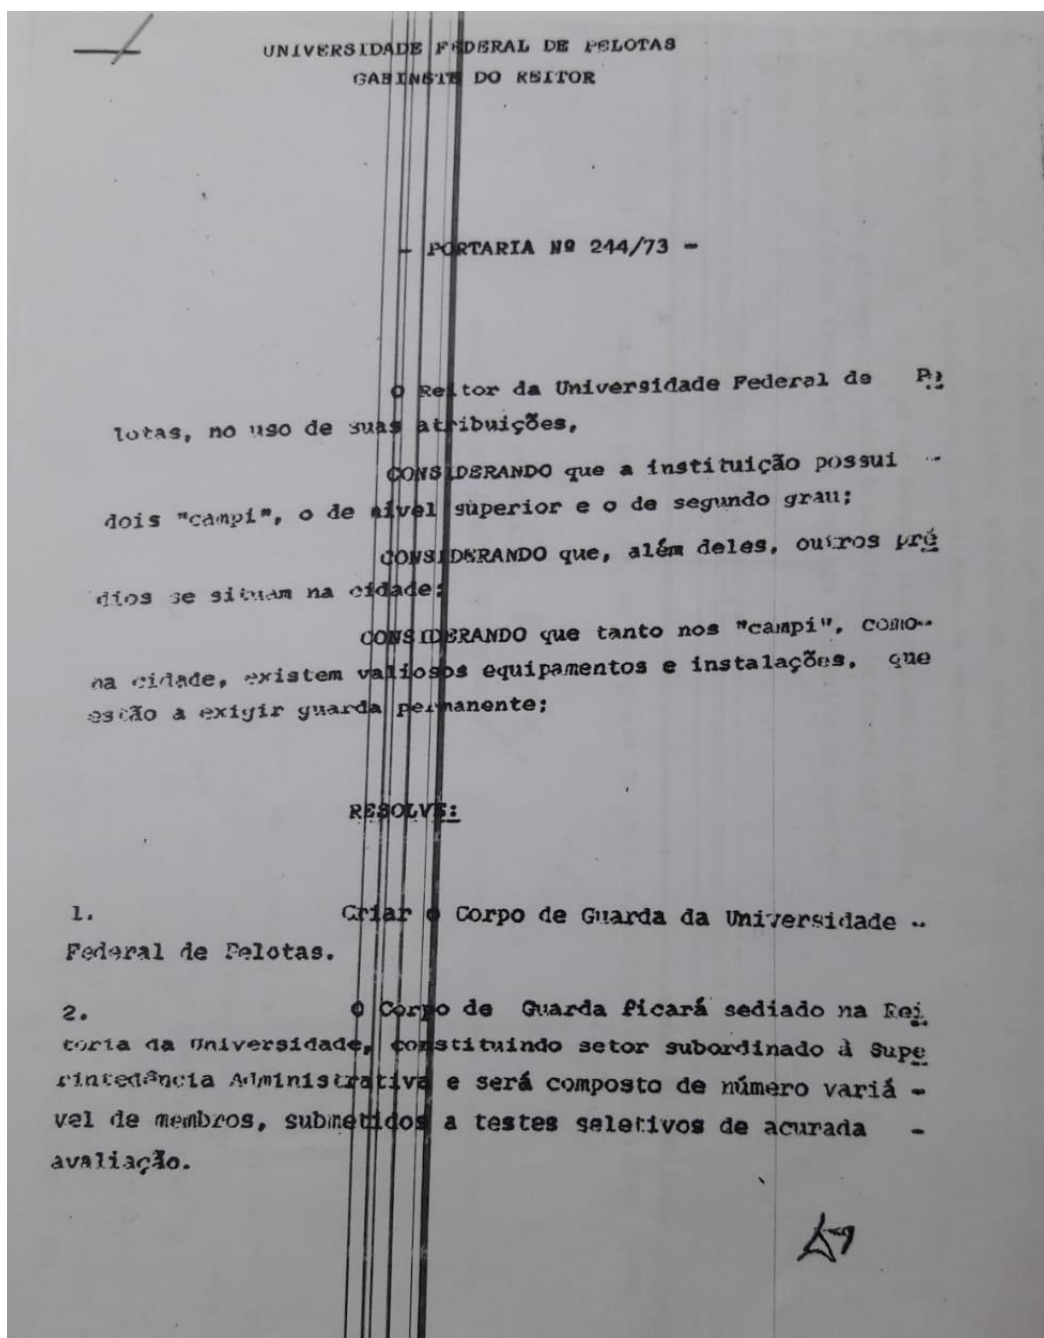 UNIVERSIDADE FEDERAL DE PELOTAS
GABINETE DO REITOR
- PORTARIA Nº 244/73 -
O Reitor da Universidade Federal de Pe
lotas, no uso de suas atribuições,
CONSIDERANDO que a instituição possui -
dois "campi", o de nível superior e o de segundo grau;
CONSIDERANDO que, além deles, outros pré
dios se situam na cidade;
CONSIDERANDO que tanto nos "campi", como-
na cidade, existem valiosos equipamentos e instalações, que
estão a exigir guarda permanente;
RESOLVE:
1. Criar o Corpo de Guarda da Universidade -
Federal de Pelotas.
2. O Corpo de Guarda ficará sediado na Rei
toria da Universidade, constituindo setor subordinado à Supe
rintedência Administrativa e será composto de número variá -
vel de membros, submetidos a testes seletivos de acurada -
avaliação.